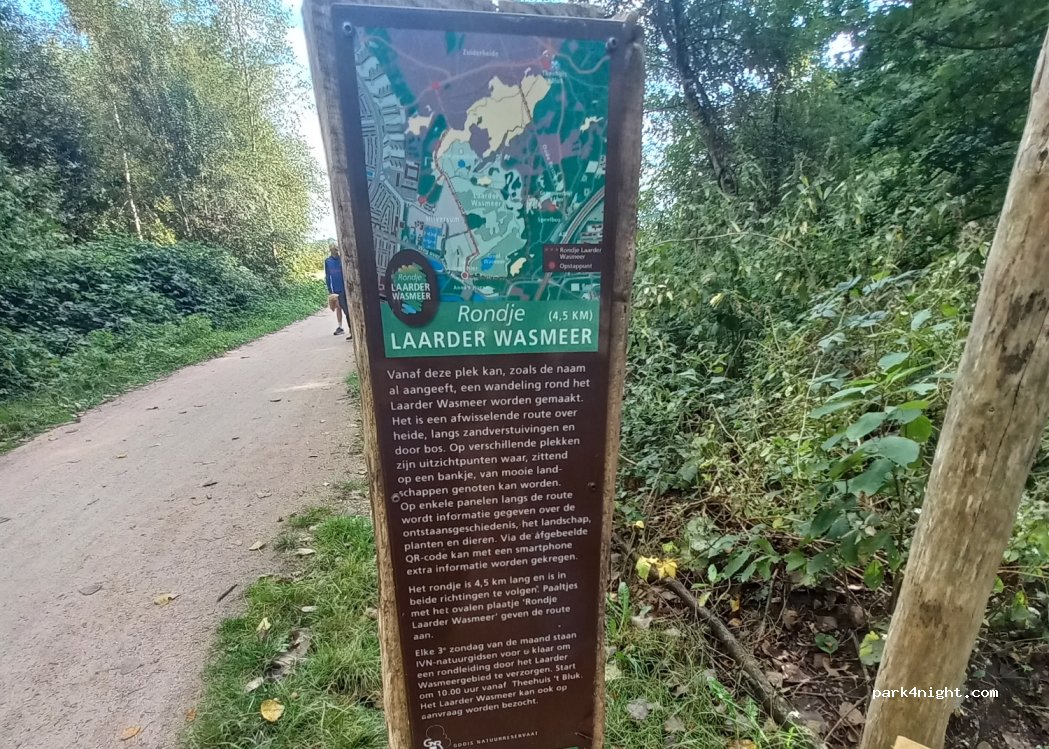 Zuiderheide
Laarder
Wasmeer
Hilversum
Rondje Laarder
Wasmeer
Opstappunt
Anna's Hoeve
Rondje
LAARDER
WASMEER
Rondje (4,5 KM)
LAARDER WASMEER
Vanaf deze plek kan, zoals de naam
al aangeeft, een wandeling rond het
Laarder Wasmeer worden gemaakt.
Het is een afwisselende route over
heide, langs zandverstuivingen en
door bos. Op verschillende plekken
zijn uitzichtpunten waar, zittend
op een bankje, van mooie land-
schappen genoten kan worden.
Op enkele panelen langs de route
wordt informatie gegeven over de
ontstaansgeschiedenis, het landschap,
planten en dieren. Via de afgebeelde
QR-code kan met een smartphone
extra informatie worden gekregen.
Het rondje is 4,5 km lang en is in
beide richtingen te volgen. Paaltjes
met het ovalen plaatje 'Rondje
Laarder Wasmeer' geven de route
aan.
Elke 3e zondag van de maand staan
IVN-natuurgidsen voor u klaar om
een rondleiding door het Laarder
Wasmeergebied te verzorgen. Start
om 10.00 uur vanaf Theehuis 't Bluk.
Het Laarder Wasmeer kan ook op
aanvraag worden bezocht.
GOOIS NATUURRESERVAAT
park4night.com